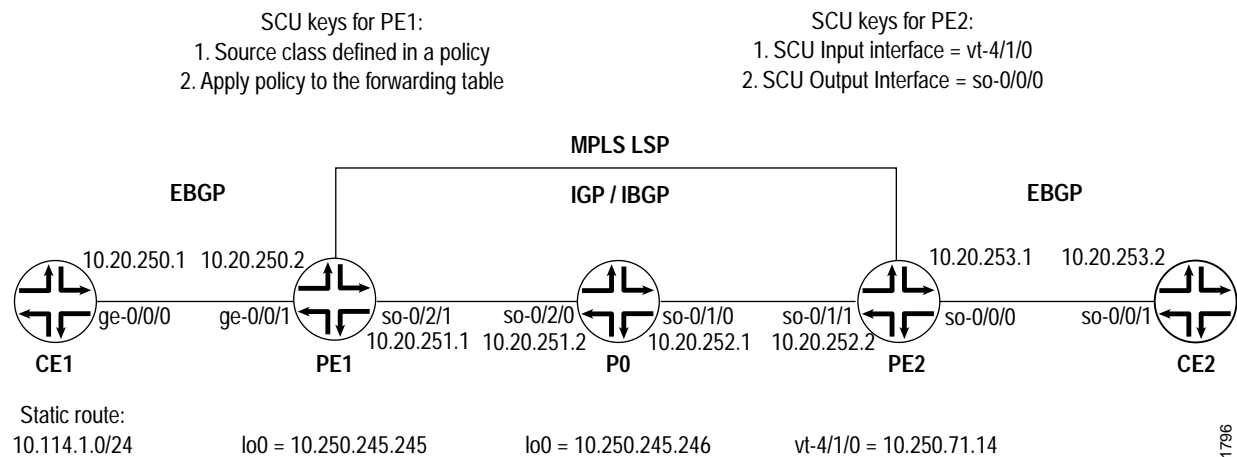 SCU keys for PE1:
1. Source class defined in a policy
2. Apply policy to the forwarding table
SCU keys for PE2:
1. SCU Input interface = vt-4/1/0
2. SCU Output Interface = so-0/0/0
MPLS LSP
EBGP
IGP / IBGP
EBGP
10.20.250.1
10.20.250.2
10.20.253.1
10.20.253.2
ge-0/0/0
ge-0/0/1
so-0/2/1
so-0/2/0
so-0/1/0
so-0/1/1
so-0/0/0
so-0/0/1
10.20.251.1
10.20.251.2
10.20.252.1
10.20.252.2
CE1
PE1
P0
PE2
CE2
Static route:
10.114.1.0/24
lo0 = 10.250.245.245
lo0 = 10.250.245.246
vt-4/1/0 = 10.250.71.14
1796